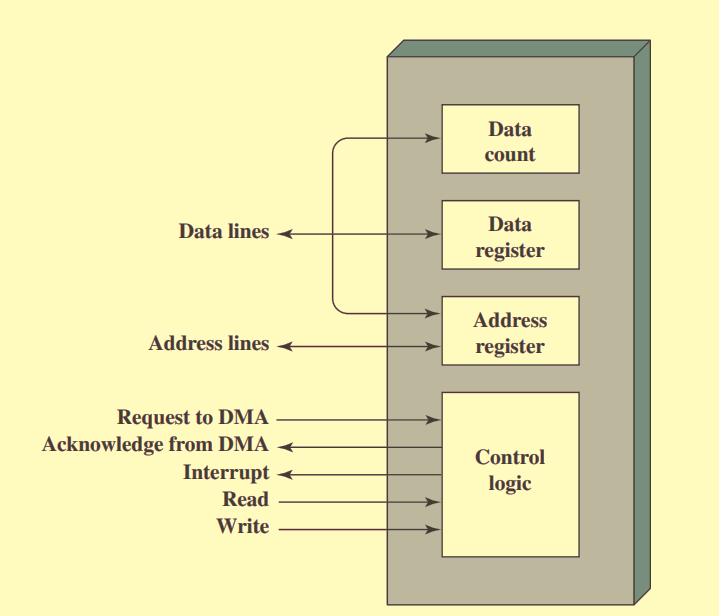 Data
count
Data lines
Data
register
Address lines
Address
register
Request to DMA
Acknowledge from DMA
Interrupt
Read
Write
Control
logic